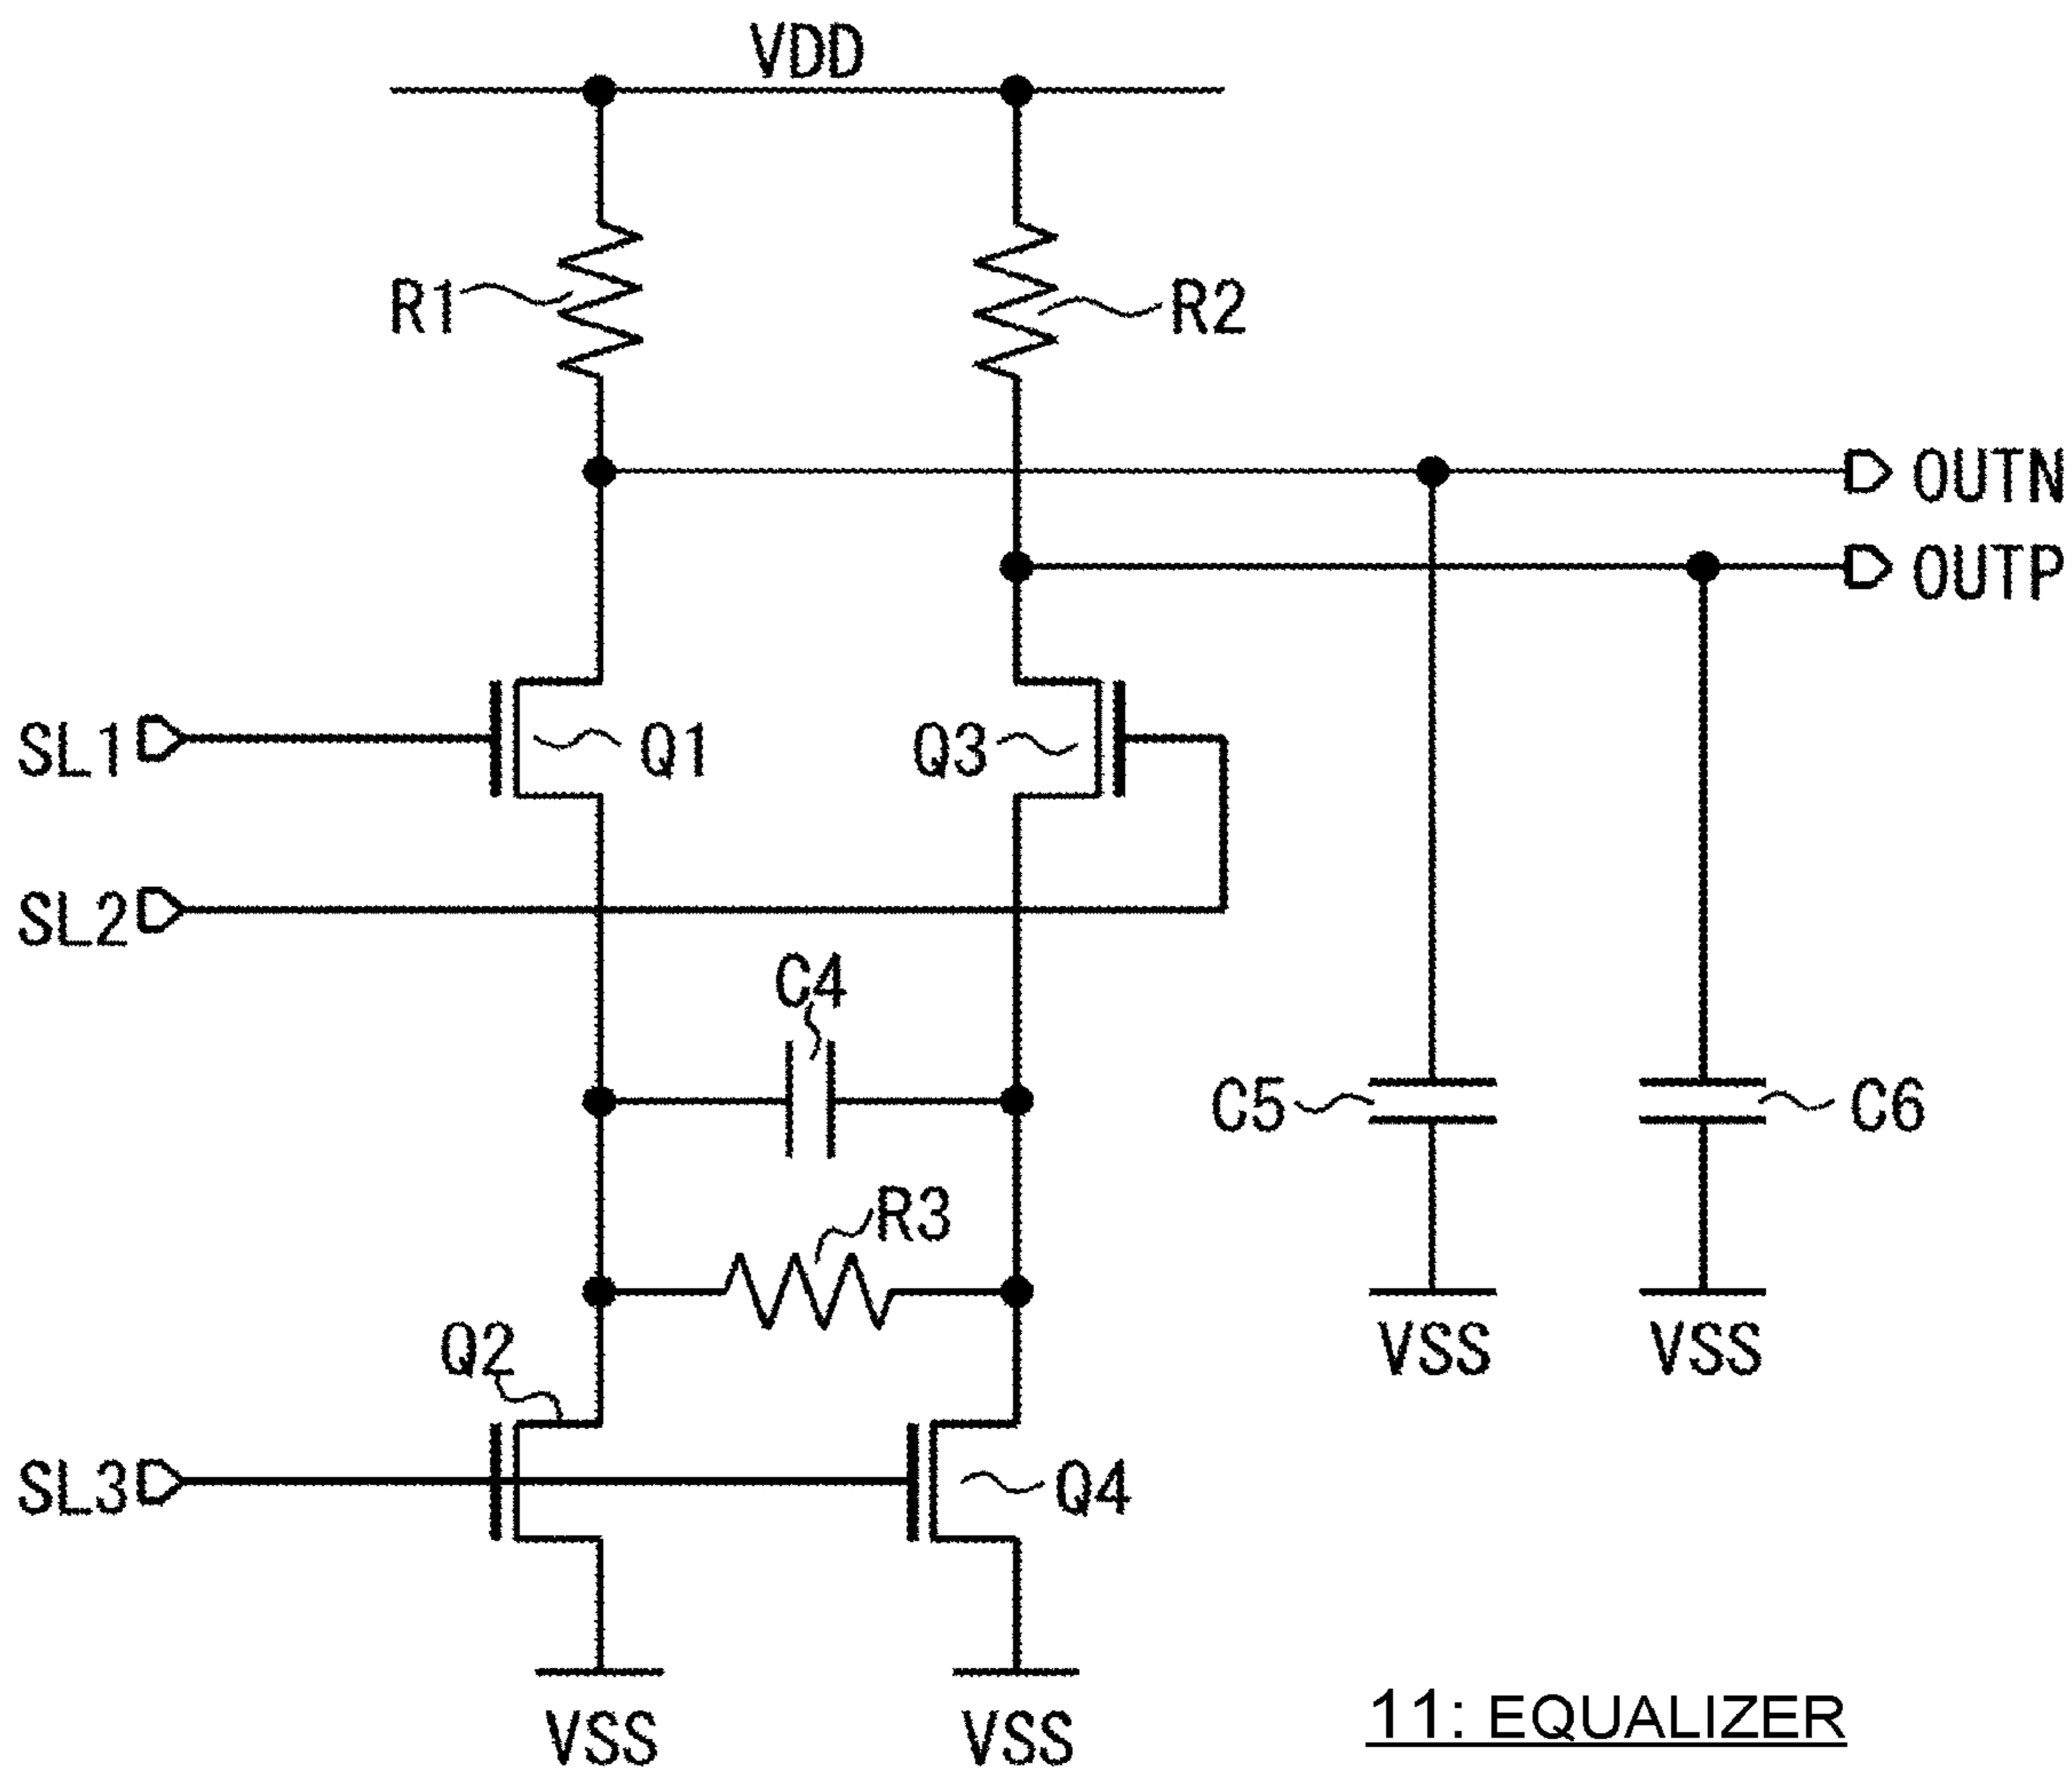 VDD
R1
R2
OUTN
OUTP
SL1
Q1
Q3
SL2
C4
C5
C6
R3
Q2
VSS
VSS
SL3
Q4
VSS
VSS
11: EQUALIZER